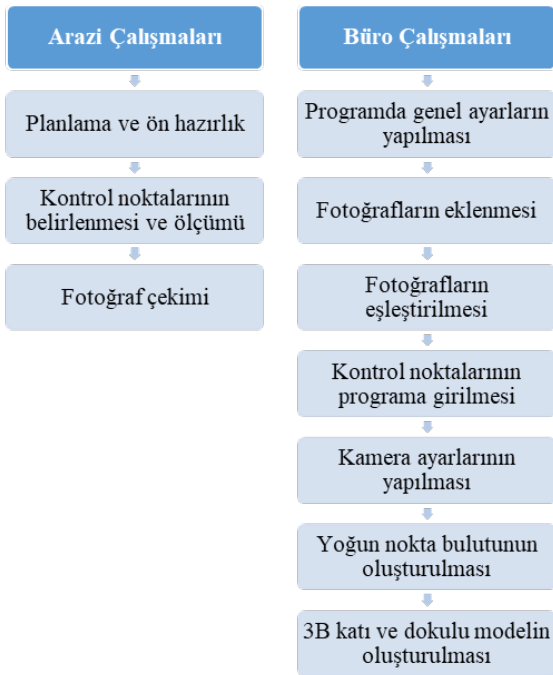 Arazi Çalışmaları
Planlama ve ön hazırlık
Kontrol noktalarının
belirlenmesi ve ölçümü
Fotoğraf çekimi
Büro Çalışmaları
Programda genel ayarların
yapılması
Fotoğrafların eklenmesi
Fotoğrafların
eşleştirilmesi
Kontrol noktalarının
programa girilmesi
Kamera ayarlarının
yapılması
Yoğun nokta bulutunun
oluşturulması
3B katı ve dokulu modelin
oluşturulması